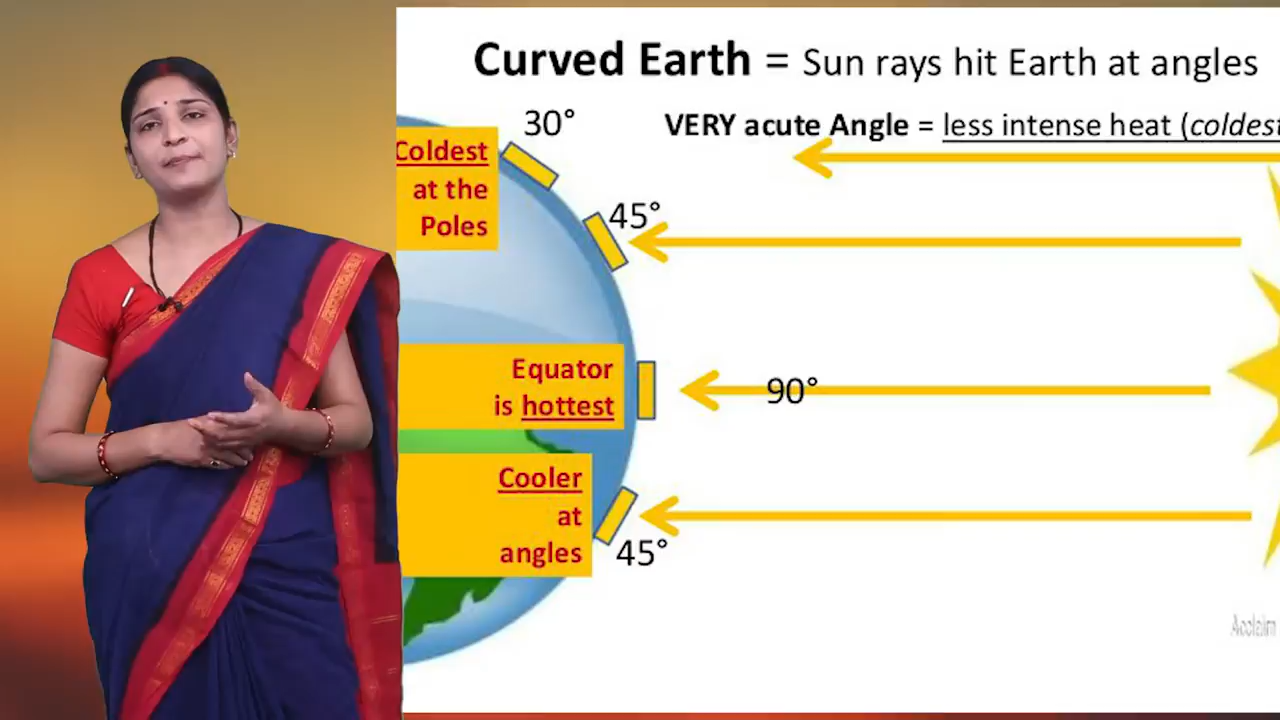 Curved Earth = Sun rays hit Earth at angles
30°
VERY acute Angle = less intense heat (coldest
Coldest
at the
Poles
45°
Equator
is hottest
90°
Cooler
at
angles
45°
Acclaim